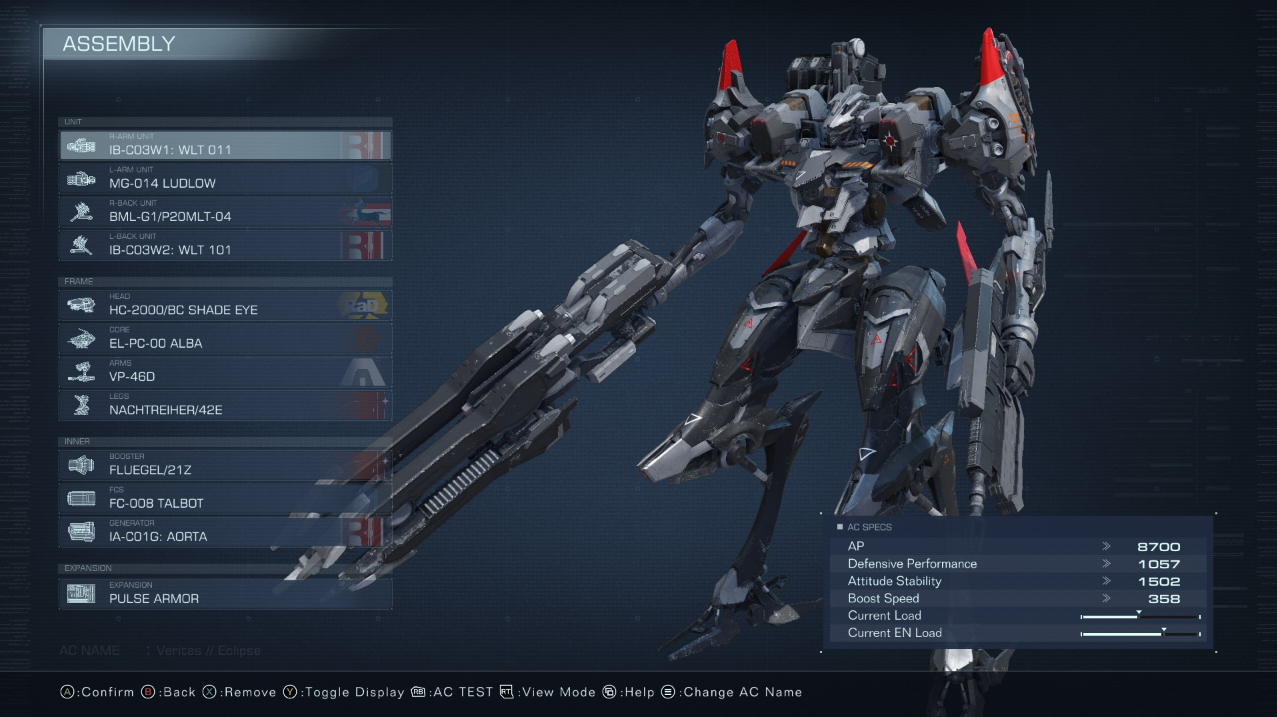 ASSEMBLY
UNIT
R-ARM UNIT
IB-C03W1: WLT 011
L-ARM UNIT
MG-014 LUDLOW
R-BACK UNIT
BML-G1/P20MLT-04
L-BACK UNIT
IB-C03W2: WLT 101
FRAME
HEAD
HC-2000/BC SHADE EYE
RaD
CORE
EL-PC-00 ALBA
ARMS
VP-46D
LEGS
NACHTREIHER/42E
INNER
BOOSTER
FLUEGEL/21Z
FCS
FC-008 TALBOT
GENERATOR
IA-C01G: AORTA
EXPANSION
EXPANSION
PULSE ARMOR
AC NAME : Veritas // Eclipse
AC SPECS
AP 8700
Defensive Performance 1057
Attitude Stability 1502
Boost Speed 358
Current Load
Current EN Load
A:Confirm B:Back X:Remove Y:Toggle Display RB:AC TEST RT:View Mode :Help :Change AC Name